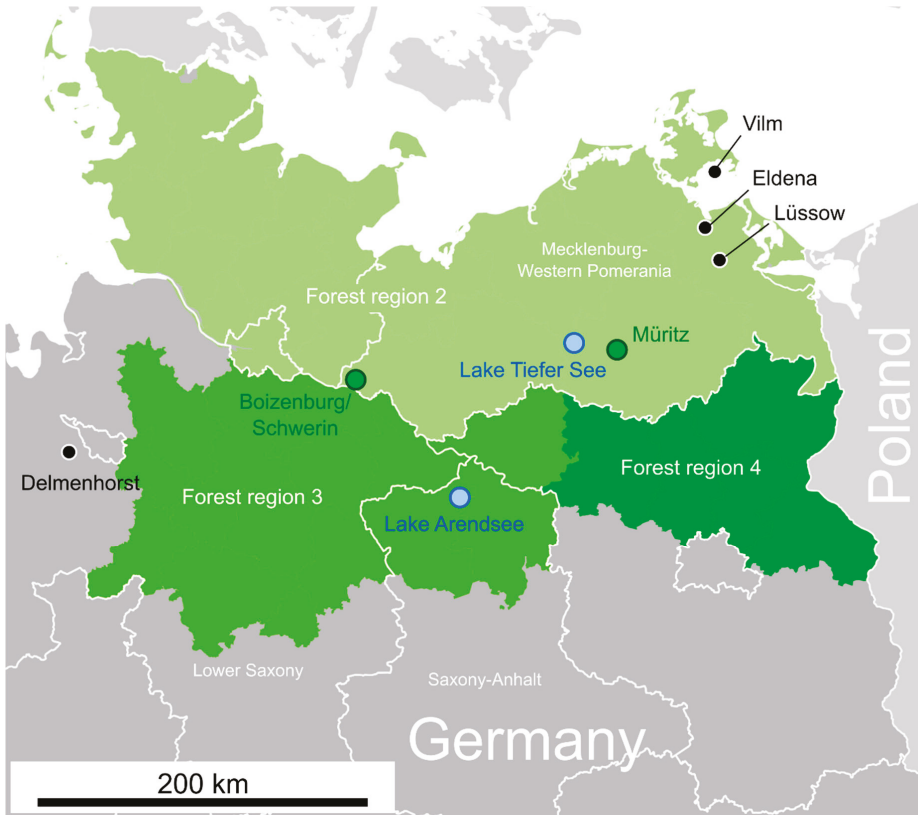 Vilm
Eldena
Lüssow
Mecklenburg-
Western Pomerania
Forest region 2
Müritz
Lake Tiefer See
Boizenburg/
Schwerin
Poland
Delmenhorst
Forest region 3
Forest region 4
Lake Arendsee
Lower Saxony
Saxony-Anhalt
Germany
200 km